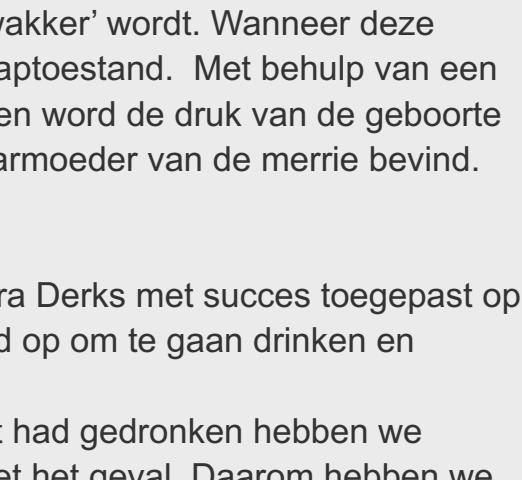 wakker’ wordt. Wanneer deze
aptoestand. Met behulp van een
en word de druk van de geboorte
armoeder van de merrie bevind.
ra Derks met succes toegepast op
d op om te gaan drinken en
t had gedronken hebben we
et het geval. Daarom hebben we